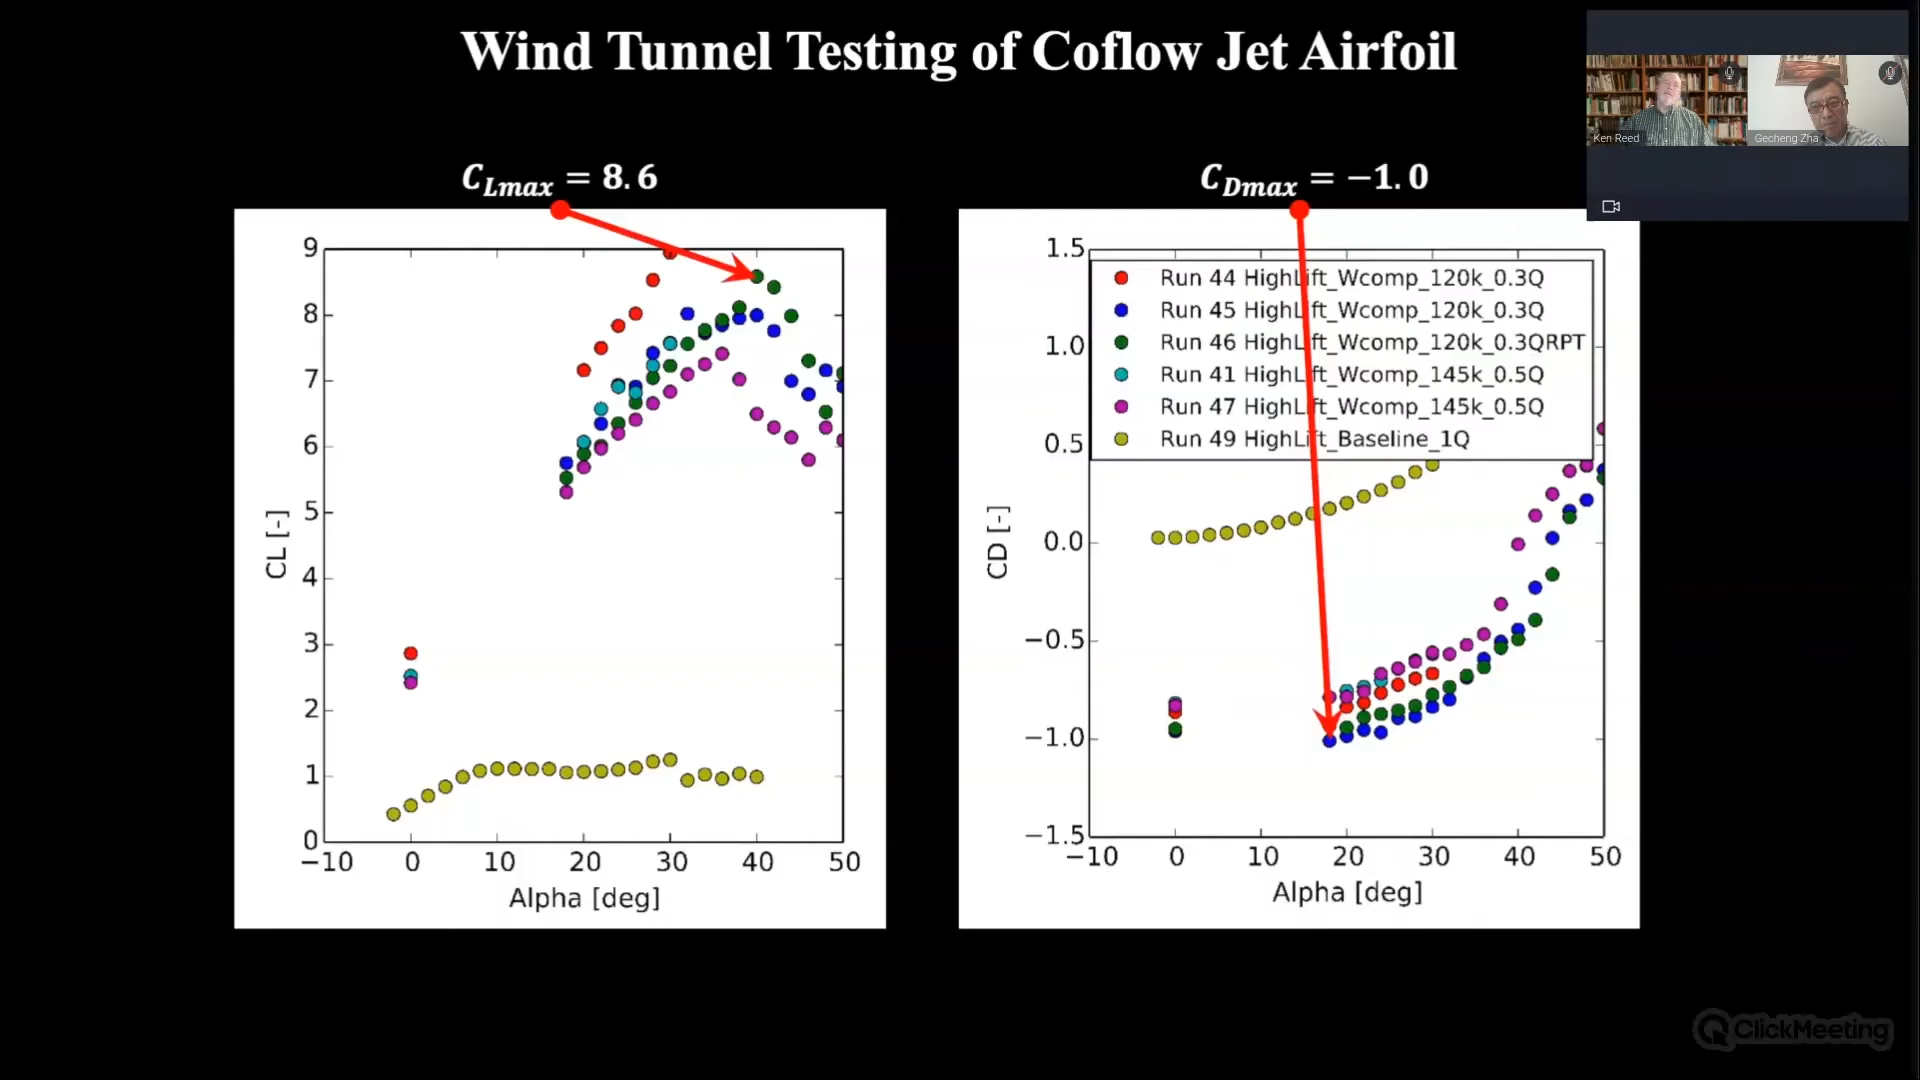 Wind Tunnel Testing of Coflow Jet Airfoil
Ken Reed
Gecheng Zha
C_Lmax = 8.6
C_Dmax = −1.0
9
8
7
6
5
4
3
2
1
0
CL [-]
−10 0 10 20 30 40 50
Alpha [deg]
1.5
1.0
0.5
0.0
−0.5
−1.0
−1.5
CD [-]
Run 44 HighLift_Wcomp_120k_0.3Q
Run 45 HighLift_Wcomp_120k_0.3Q
Run 46 HighLift_Wcomp_120k_0.3QRPT
Run 41 HighLift_Wcomp_145k_0.5Q
Run 47 HighLift_Wcomp_145k_0.5Q
Run 49 HighLift_Baseline_1Q
−10 0 10 20 30 40 50
Alpha [deg]
ClickMeeting